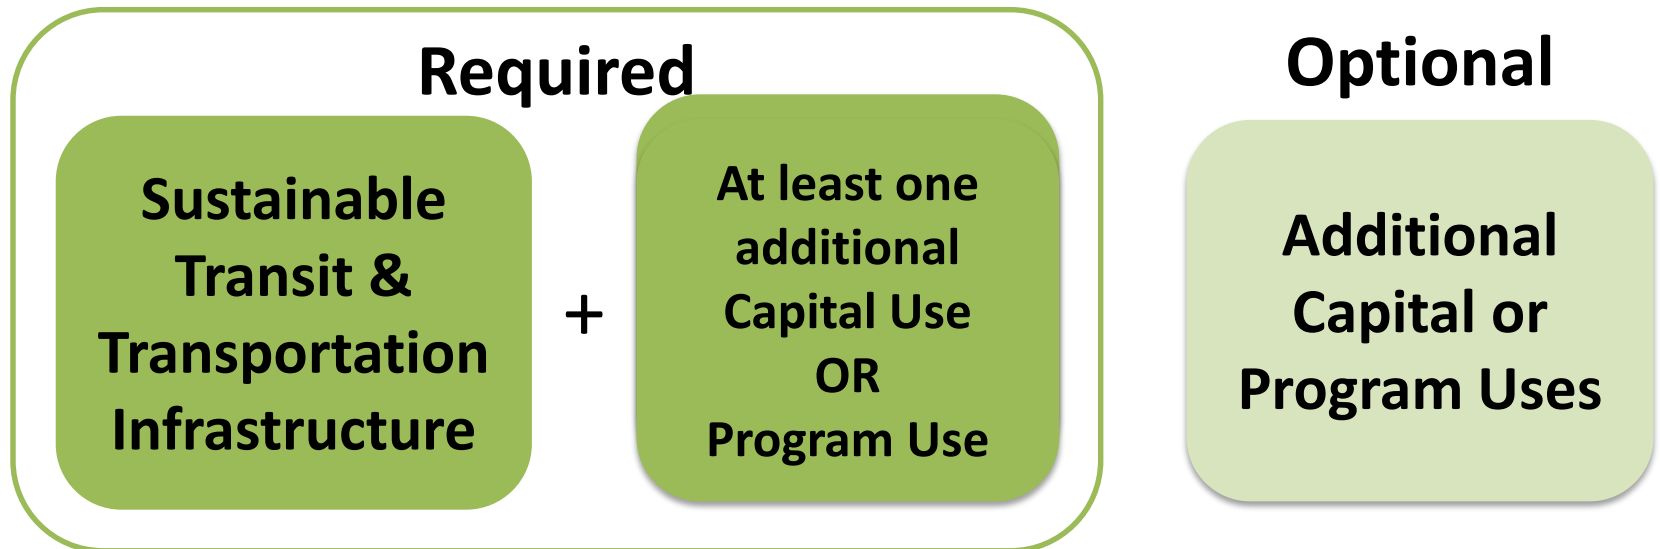 Required
Sustainable
Transit &
Transportation
Infrastructure
+
At least one
additional
Capital Use
OR
Program Use
Optional
Additional
Capital or
Program Uses